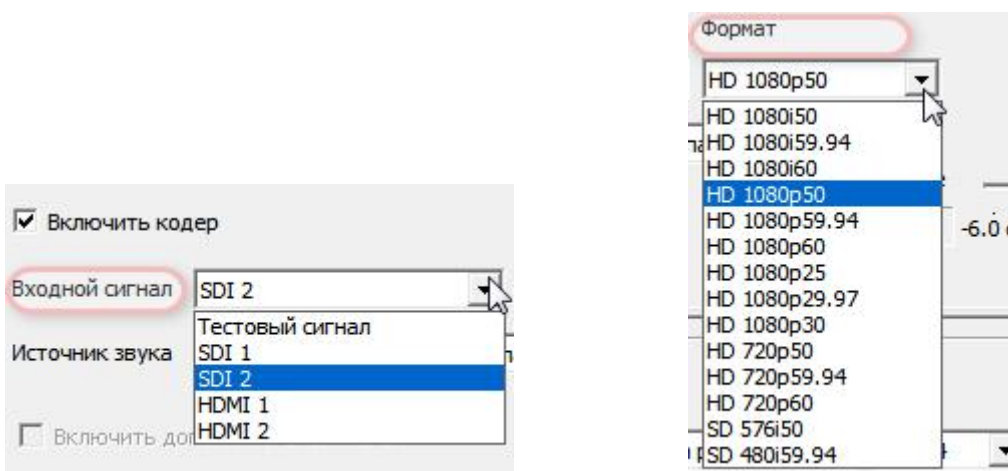 Формат
HD 1080p50
HD 1080i50
HD 1080i59.94
HD 1080i60
HD 1080p50
HD 1080p59.94
-6.0
HD 1080p60
HD 1080p25
HD 1080p29.97
HD 1080p30
HD 720p50
HD 720p59.94
HD 720p60
SD 576i50
SD 480i59.94
Включить кодер
Входной сигнал SDI 2
Тестовый сигнал
Источник звука SDI 1
SDI 2
HDMI 1
Включить HDMI 2